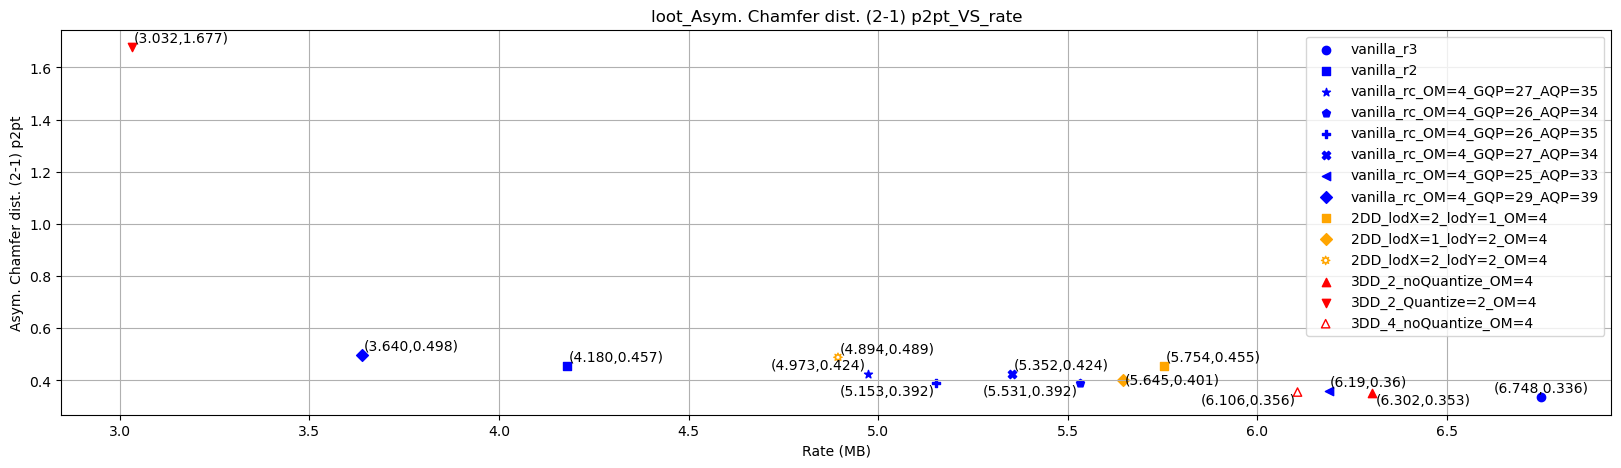 loot_Asym. Chamfer dist. (2-1) p2pt_VS_rate
Asym. Chamfer dist. (2-1) p2pt
1.6
1.4
1.2
1.0
0.8
0.6
0.4
(3.032,1.677)
(3.640,0.498)
(4.180,0.457)
(4.894,0.489)
(4.973,0.424)
(5.153,0.392)
(5.352,0.424)
(5.531,0.392)
(5.754,0.455)
(5.645,0.401)
(6.19,0.36)
(6.106,0.356)
(6.302,0.353)
(6.748,0.336)
vanilla_r3
vanilla_r2
vanilla_rc_OM=4_GQP=27_AQP=35
vanilla_rc_OM=4_GQP=26_AQP=34
vanilla_rc_OM=4_GQP=26_AQP=35
vanilla_rc_OM=4_GQP=27_AQP=34
vanilla_rc_OM=4_GQP=25_AQP=33
vanilla_rc_OM=4_GQP=29_AQP=39
2DD_lodX=2_lodY=1_OM=4
2DD_lodX=1_lodY=2_OM=4
2DD_lodX=2_lodY=2_OM=4
3DD_2_noQuantize_OM=4
3DD_2_Quantize=2_OM=4
3DD_4_noQuantize_OM=4
3.0 3.5 4.0 4.5 5.0 5.5 6.0 6.5
Rate (MB)